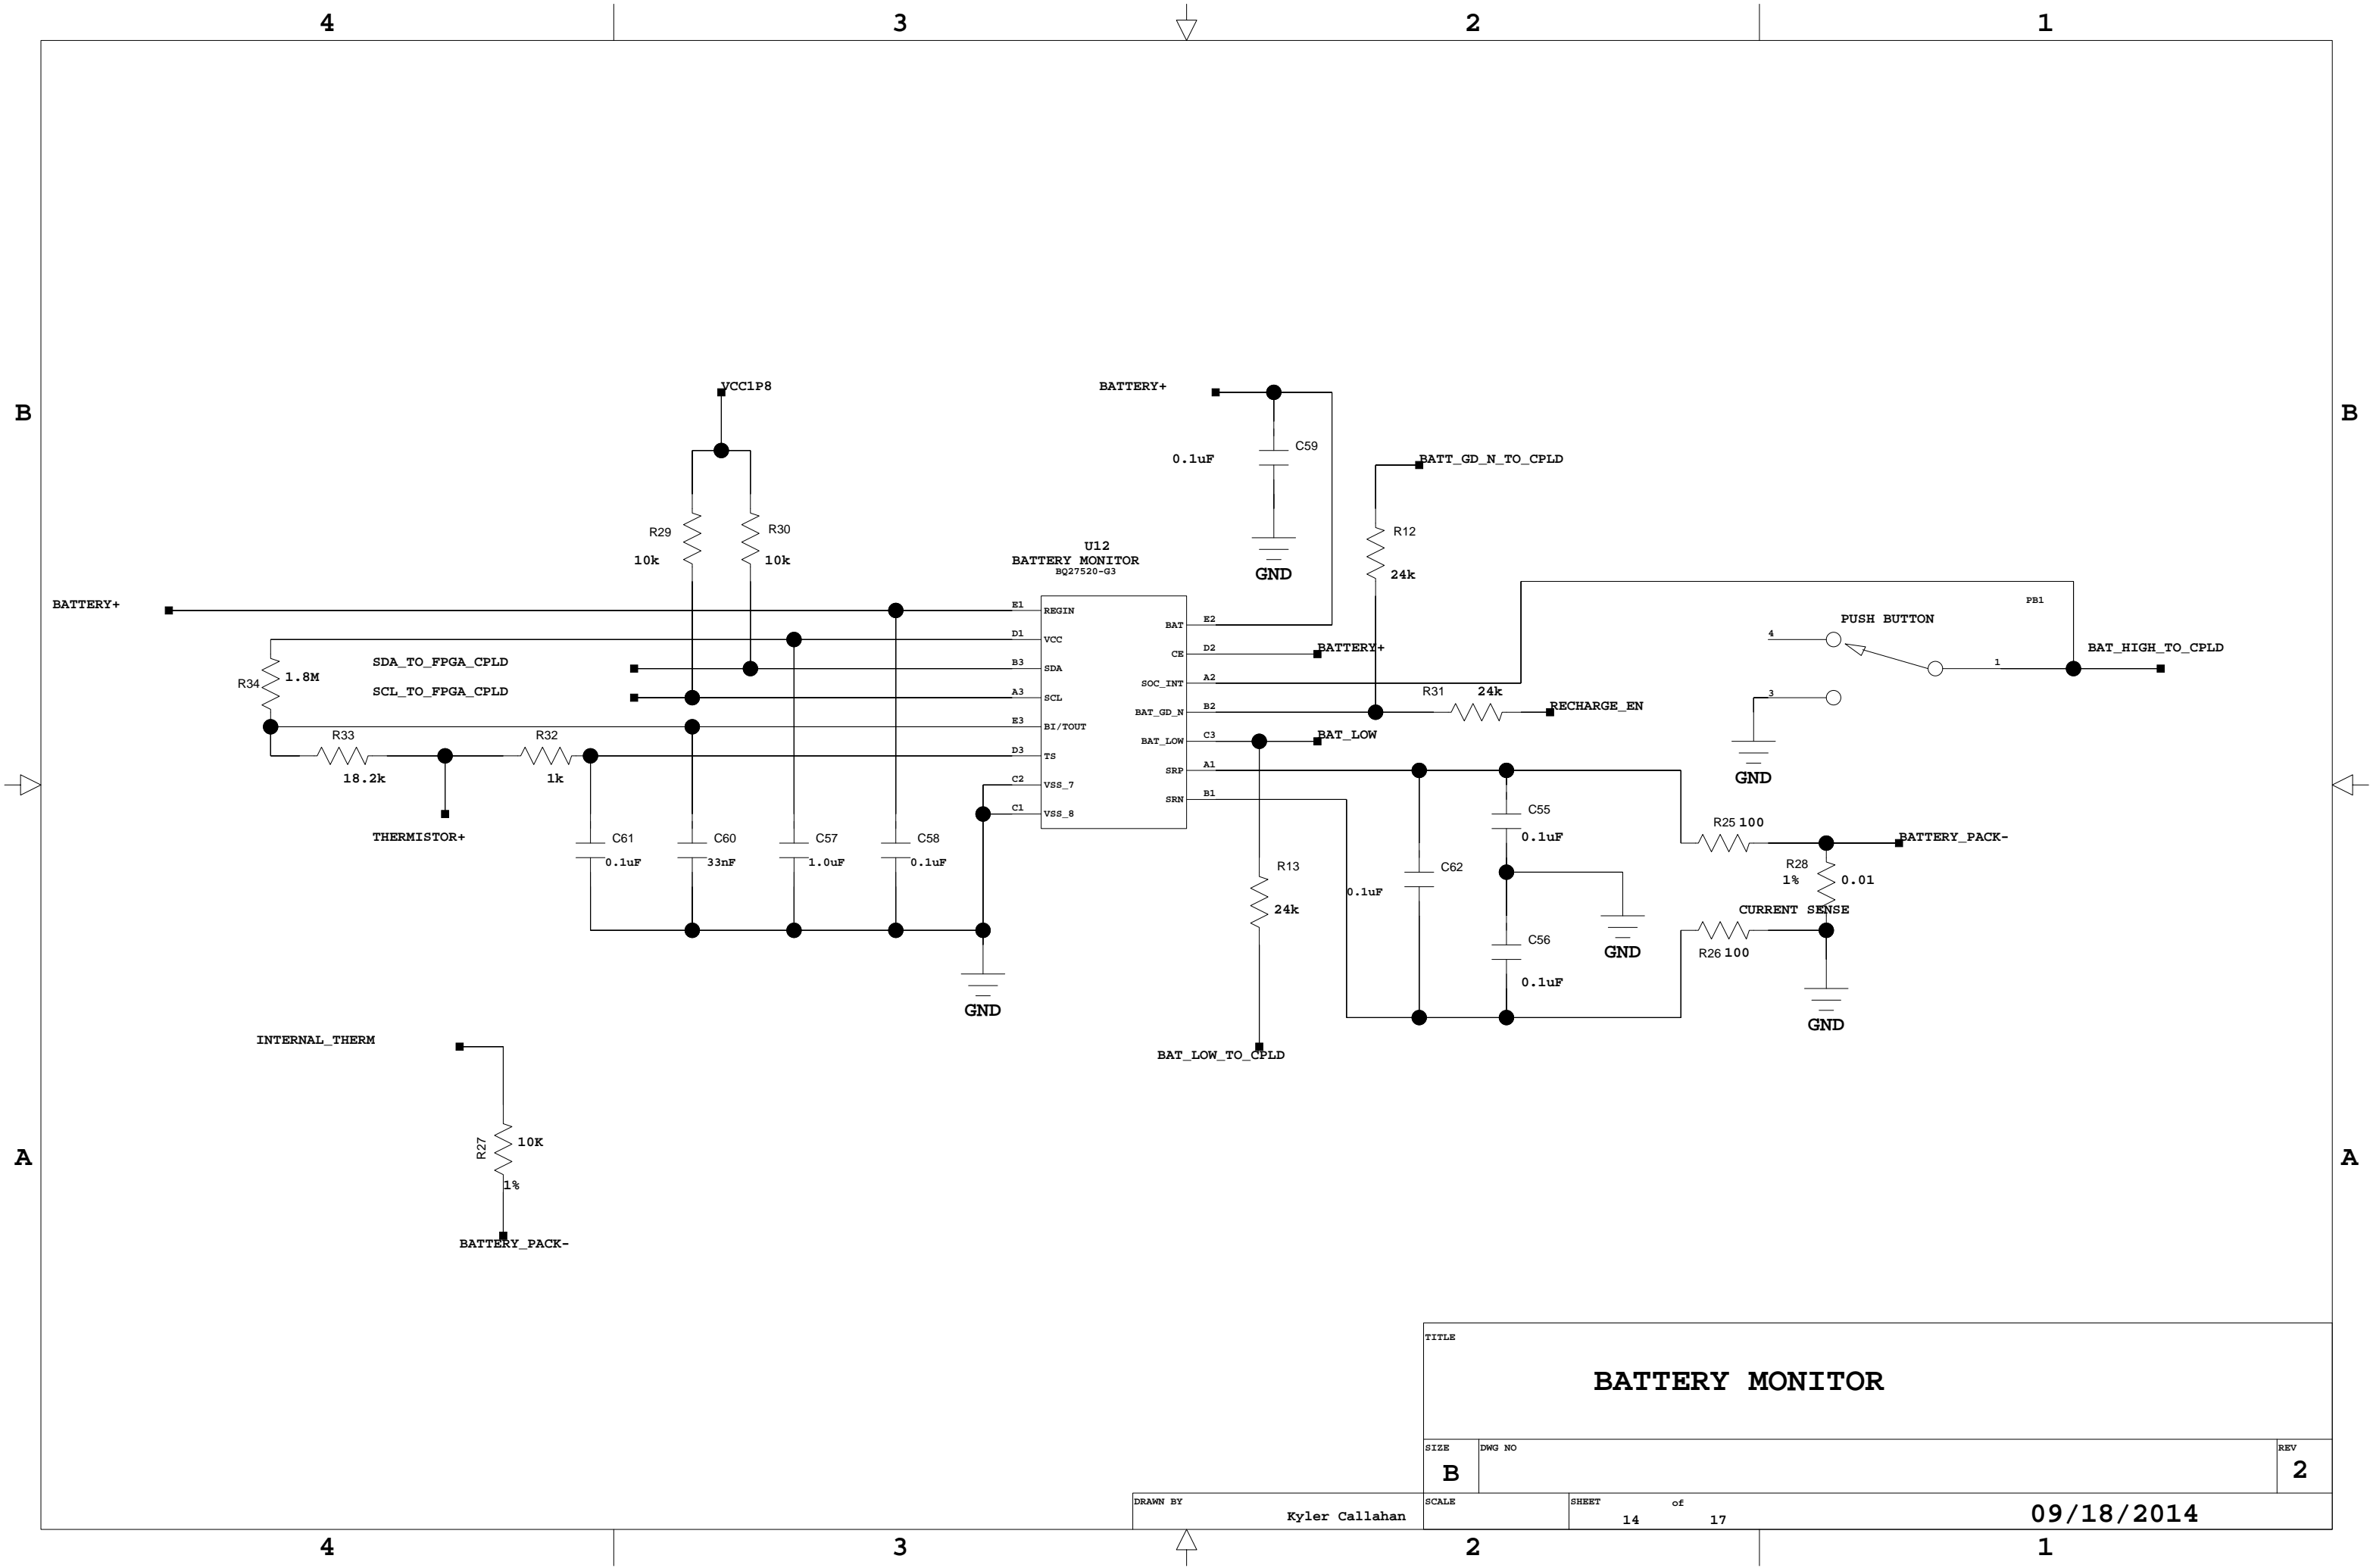 4 3 2 1
B B
VCC1P8
BATTERY+
C59
0.1uF
BATT_GD_N_TO_CPLD
GND
R29
10k
R30
10k
R12
24k
U12
BATTERY MONITOR
BQ27520-G3
BATTERY+
E1 REGIN
D1 VCC
B3 SDA
A3 SCL
E3 BI/TOUT
D3 TS
C2 VSS_7
C1 VSS_8
BAT E2
CE D2
SOC_INT A2
BAT_GD_N B2
BAT_LOW C3
SRP A1
SRN B1
BATTERY+
SDA_TO_FPGA_CPLD
SCL_TO_FPGA_CPLD
R34
1.8M
R33
18.2k
R32
1k
THERMISTOR+
R31
24k
RECHARGE_EN
BAT_LOW
PB1
PUSH BUTTON
4
1
3
BAT_HIGH_TO_CPLD
GND
C61
0.1uF
C60
33nF
C57
1.0uF
C58
0.1uF
GND
R13
24k
BAT_LOW_TO_CPLD
C62
0.1uF
C55
0.1uF
C56
0.1uF
GND
R25 100
BATTERY_PACK-
R28
1%
0.01
CURRENT SENSE
R26 100
GND
INTERNAL_THERM
R27
10K
1%
BATTERY_PACK-
A A
TITLE
BATTERY MONITOR
SIZE
B
DWG NO
REV
2
DRAWN BY
Kyler Callahan
SCALE
SHEET of
14 17
09/18/2014
4 3 2 1